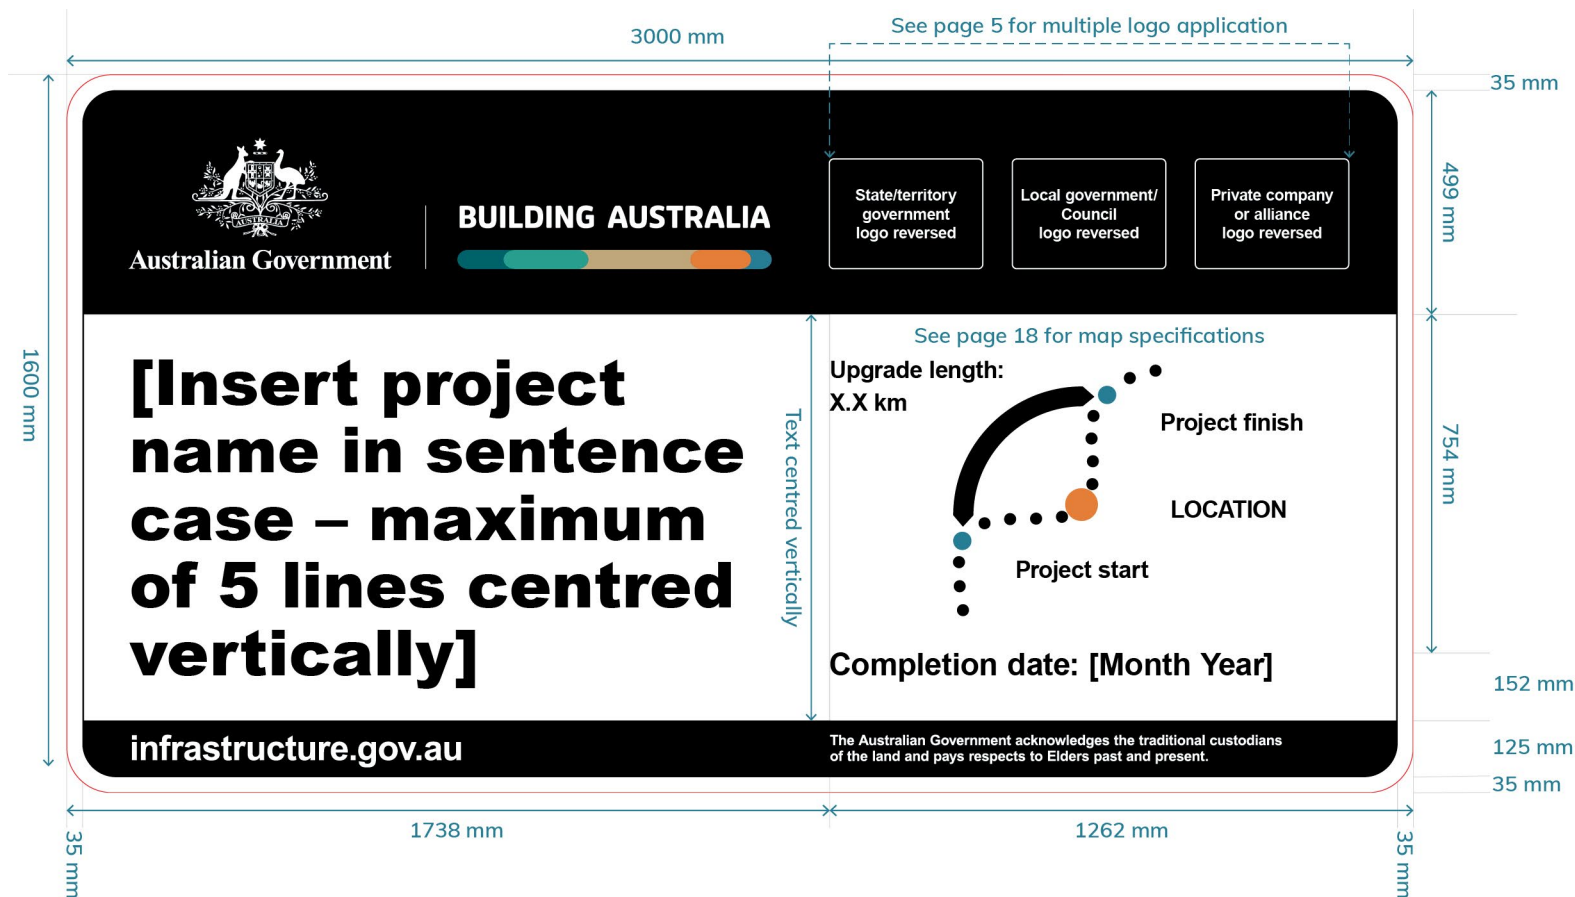 See page 5 for multiple logo application
3000 mm
35 mm
AUSTRALIA
Australian Government
BUILDING AUSTRALIA
State/territory
government
logo reversed
Local government/
Council
logo reversed
Private company
or alliance
logo reversed
499 mm
1600 mm
[Insert project
name in sentence
case – maximum
of 5 lines centred
vertically]
Text centred vertically
See page 18 for map specifications
Upgrade length:
X.X km
Project finish
LOCATION
Project start
Completion date: [Month Year]
754 mm
152 mm
infrastructure.gov.au
The Australian Government acknowledges the traditional custodians
of the land and pays respects to Elders past and present.
125 mm
35 mm
1738 mm
1262 mm
35 mm
35 mm